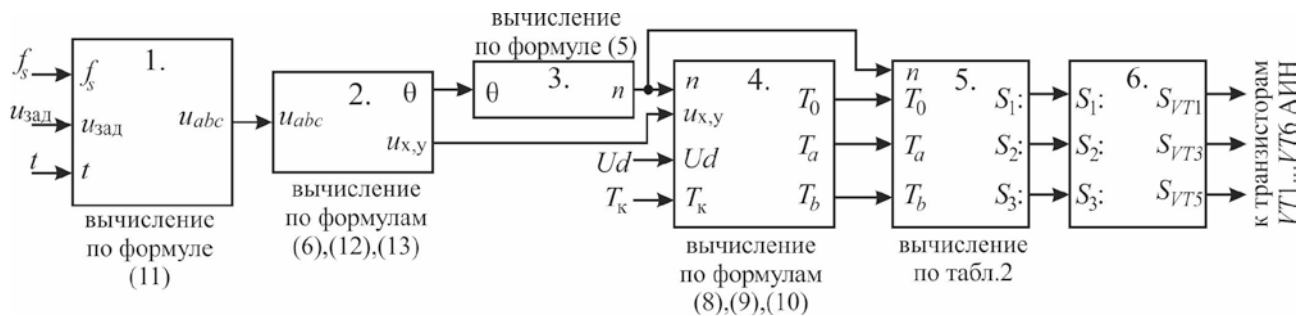 вычисление
по формуле (5)
1.
f_s
f_s
u_зад
u_зад
t
t
u_abc
вычисление
по формуле
(11)
2.
u_abc
θ
u_x,y
вычисление
по формулам
(6),(12),(13)
3.
θ
n
4.
n
u_x,y
Ud
Ud
T_к
T_к
T_0
T_a
T_b
вычисление
по формулам
(8),(9),(10)
5.
n
T_0
T_a
T_b
S_1:
S_2:
S_3:
вычисление
по табл.2
6.
S_1:
S_2:
S_3:
S_VT1
S_VT3
S_VT5
к транзисторам
VT1...VT6 АИН